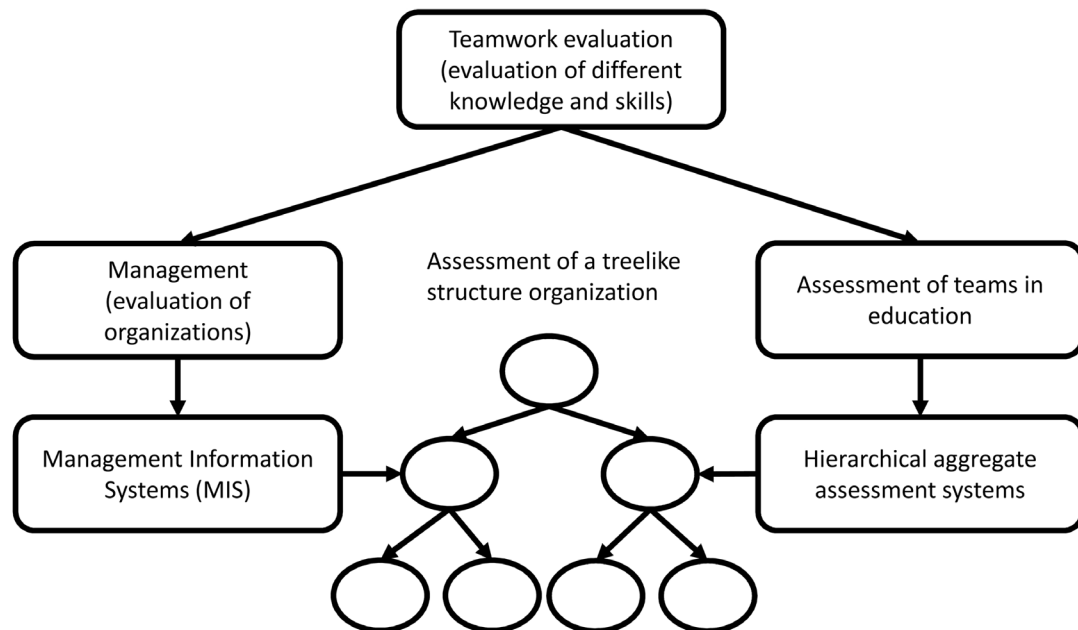 Teamwork evaluation
(evaluation of different
knowledge and skills)
Management
(evaluation of
organizations)
Assessment of a treelike
structure organization
Assessment of teams in
education
Management Information
Systems (MIS)
Hierarchical aggregate
assessment systems